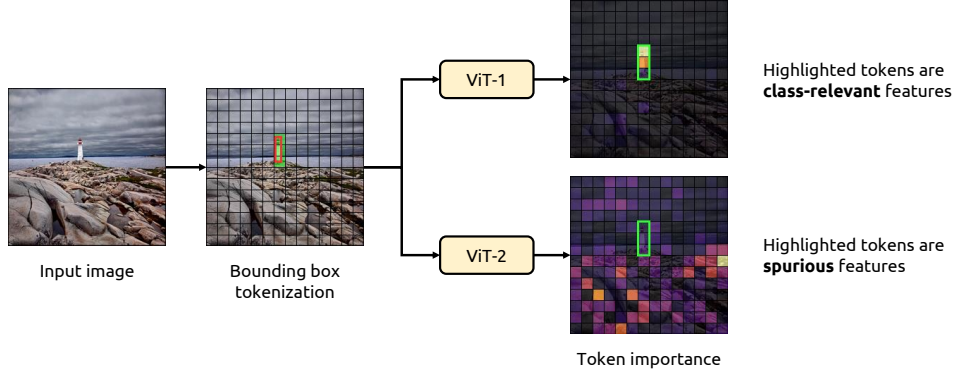 Input image
Bounding box
tokenization
ViT-1
ViT-2
Highlighted tokens are
class-relevant features
Highlighted tokens are
spurious features
Token importance